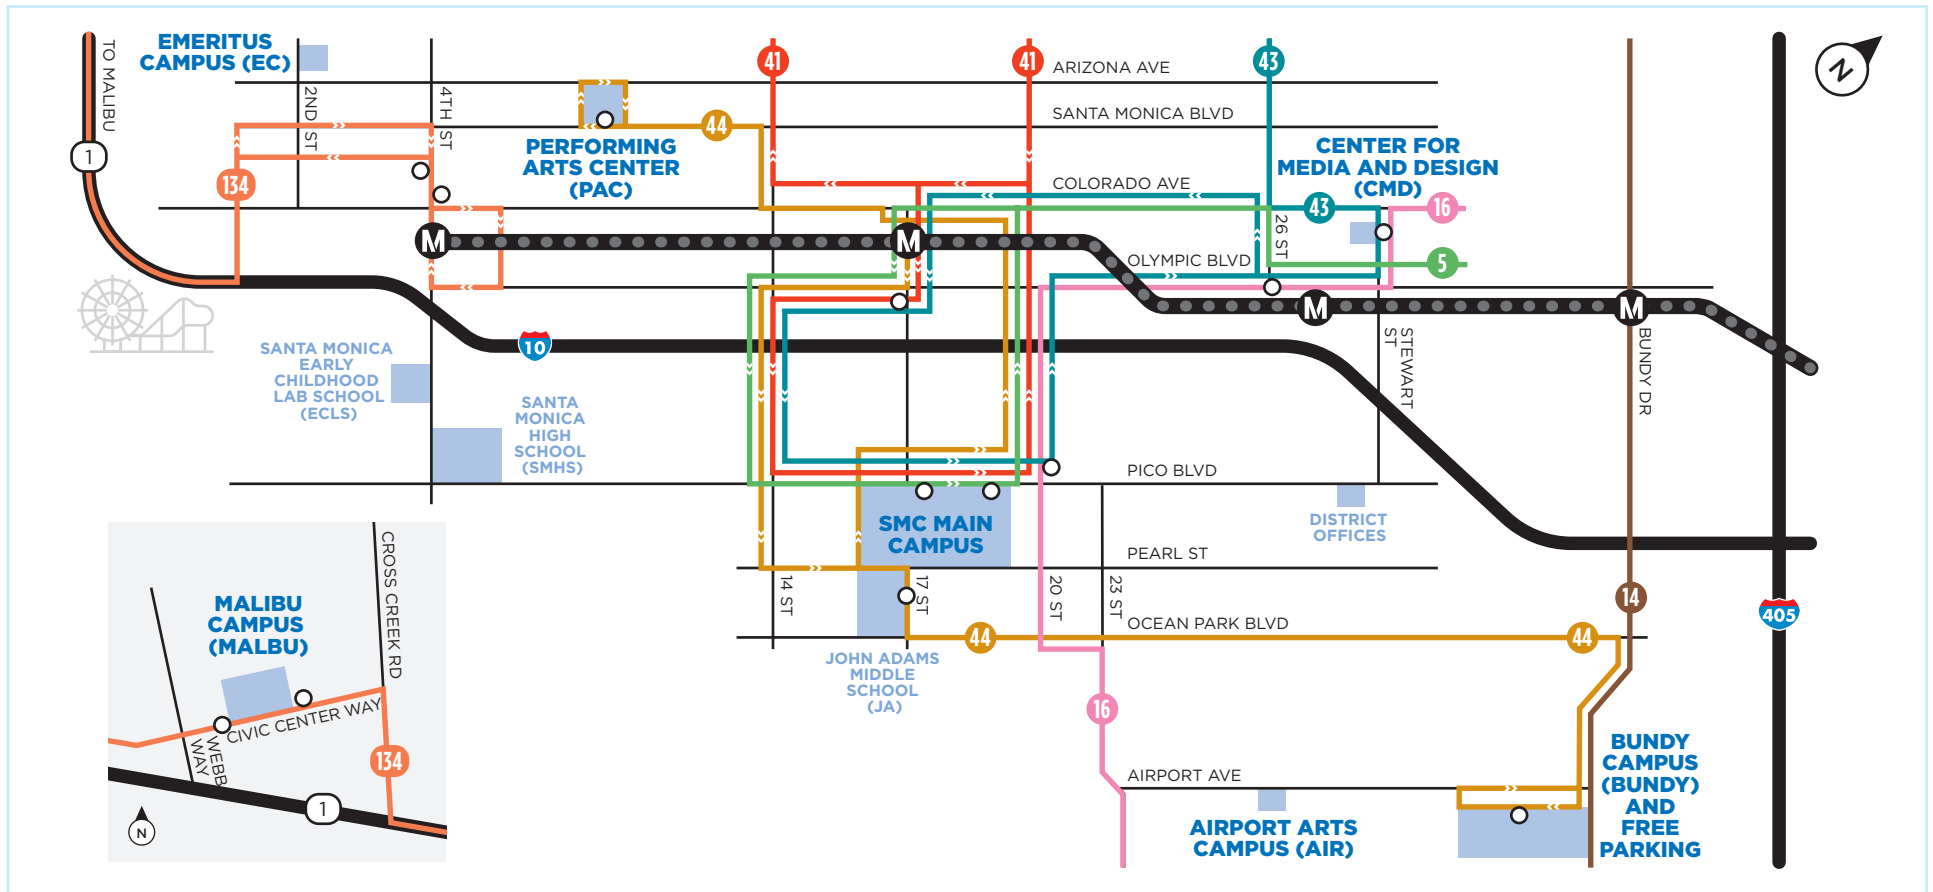 TO MALIBU
1
EMERITUS
CAMPUS (EC)
2ND ST
4TH ST
134
PERFORMING
ARTS CENTER
(PAC)
44
41
41
43
ARIZONA AVE
SANTA MONICA BLVD
COLORADO AVE
CENTER FOR
MEDIA AND DESIGN
(CMD)
43
16
5
26 ST
OLYMPIC BLVD
N
M
M
M
M
10
SANTA MONICA
EARLY
CHILDHOOD
LAB SCHOOL
(ECLS)
SANTA
MONICA
HIGH
SCHOOL
(SMHS)
STEWART
ST
BUNDY DR
PICO BLVD
SMC MAIN
CAMPUS
DISTRICT
OFFICES
PEARL ST
14 ST
17 ST
20 ST
23 ST
OCEAN PARK BLVD
44
44
14
405
JOHN ADAMS
MIDDLE
SCHOOL
(JA)
16
AIRPORT AVE
AIRPORT ARTS
CAMPUS (AIR)
BUNDY
CAMPUS
(BUNDY)
AND
FREE
PARKING
CROSS CREEK RD
MALIBU
CAMPUS
(MALBU)
CIVIC CENTER WAY
WEBB
WAY
134
1
N